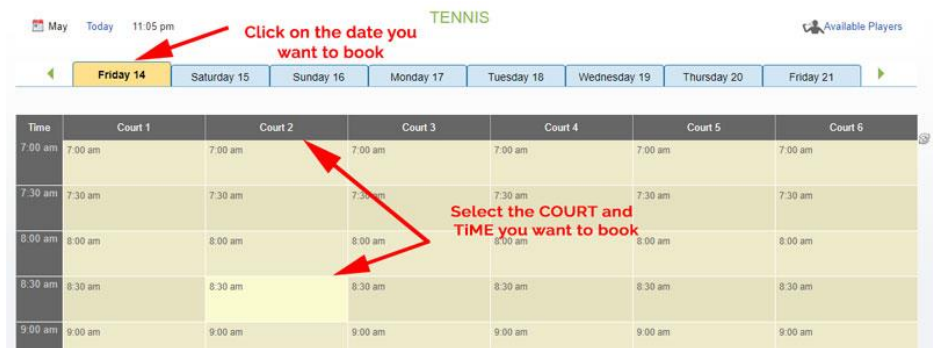 TENNIS
May Today 11:05 pm
Available Players
Click on the date you
want to book
Friday 14 Saturday 15 Sunday 16 Monday 17 Tuesday 18 Wednesday 19 Thursday 20 Friday 21
Time Court 1 Court 2 Court 3 Court 4 Court 5 Court 6
7:00 am 7:00 am 7:00 am 7:00 am 7:00 am 7:00 am 7:00 am
7:30 am 7:30 am 7:30 am 7:30 am 7:30 am 7:30 am 7:30 am
Select the COURT and
TiME you want to book
8:00 am 8:00 am 8:00 am 8:00 am 8:00 am 8:00 am 8:00 am
8:30 am 8:30 am 8:30 am 8:30 am 8:30 am 8:30 am 8:30 am
9:00 am 9:00 am 9:00 am 9:00 am 9:00 am 9:00 am 9:00 am